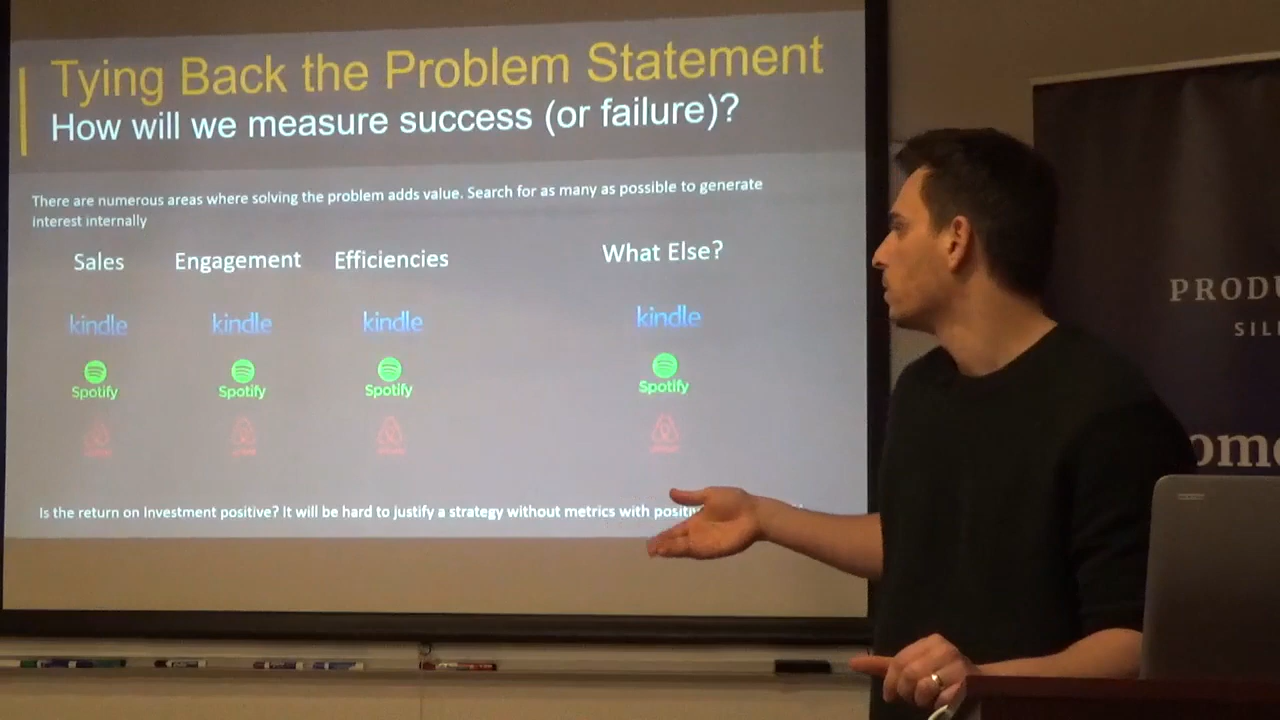 Tying Back the Problem Statement
How will we measure success (or failure)?
There are numerous areas where solving the problem adds value. Search for as many as possible to generate
interest internally
Sales Engagement Efficiencies What Else?
kindle kindle kindle kindle
Spotify Spotify Spotify Spotify
Is the return on Investment positive? It will be hard to justify a strategy without metrics with
PRODU
SIL
ome